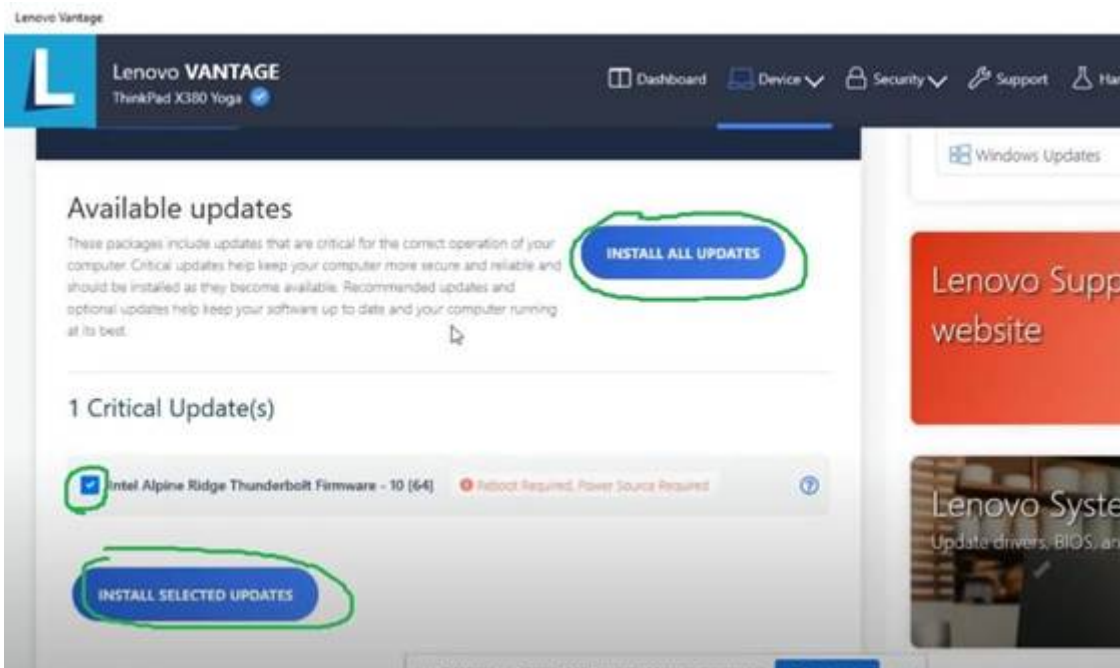 Lenovo Vantage
Lenovo VANTAGE
ThinkPad X380 Yoga
Dashboard
Device
Security
Support
Windows Updates
Available updates
These packages include updates that are critical for the correct operation of your
computer. Critical updates help keep your computer more secure and reliable and
should be installed as they become available. Recommended updates and
optional updates help keep your software up to date and your computer running
at its best.
INSTALL ALL UPDATES
Lenovo Supp
website
1 Critical Update(s)
Intel Alpine Ridge Thunderbolt Firmware - 10 [64]
Reboot Required, Power Source Required
Lenovo Syste
Update drivers, BIOS, an
INSTALL SELECTED UPDATES